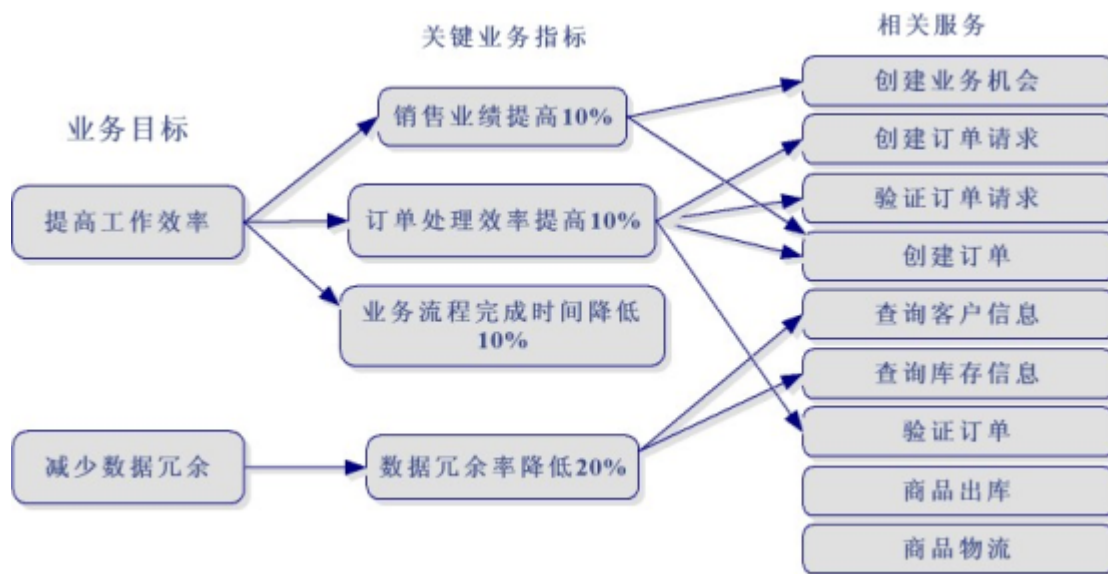 关键业务指标
相关服务
业务目标
提高工作效率
减少数据冗余
销售业绩提高10%
订单处理效率提高10%
业务流程完成时间降低
10%
数据冗余率降低20%
创建业务机会
创建订单请求
验证订单请求
创建订单
查询客户信息
查询库存信息
验证订单
商品出库
商品物流